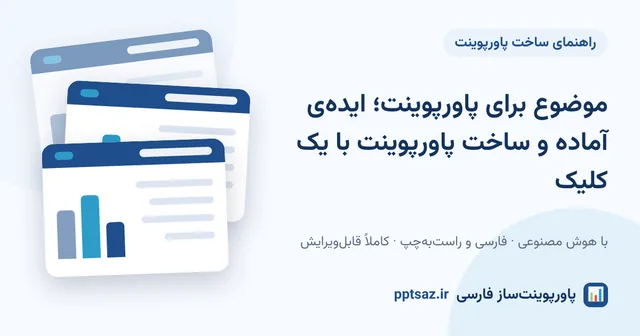 راهنمای ساخت پاورپوینت
موضوع برای پاورپوینت؛ ایده‌ی
آماده و ساخت پاورپوینت با یک
کلیک
با هوش مصنوعی · فارسی و راست‌به‌چپ · کاملاً قابل‌ویرایش
پاورپوینت‌ساز فارسی pptsaz.ir